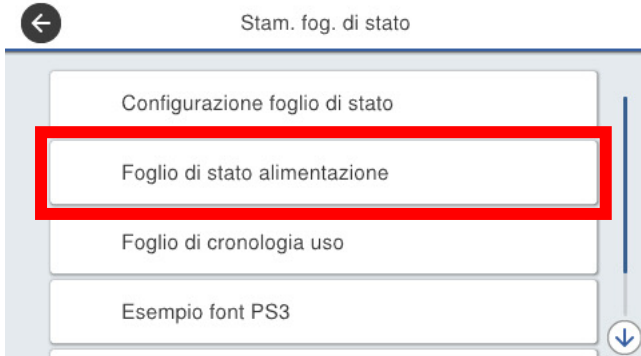 Stam. fog. di stato
Configurazione foglio di stato
Foglio di stato alimentazione
Foglio di cronologia uso
Esempio font PS3